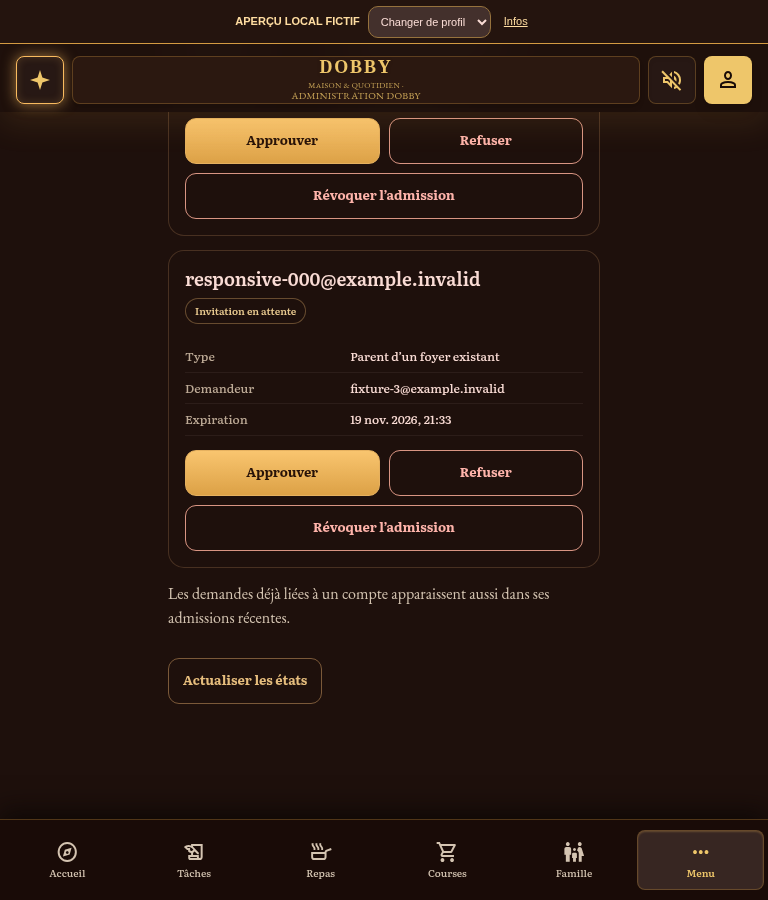 APERÇU LOCAL FICTIF
Changer de profil
Infos
DOBBY
MAISON & QUOTIDIEN ·
ADMINISTRATION DOBBY
Approuver
Refuser
Révoquer l'admission
responsive-000@example.invalid
Invitation en attente
Type
Parent d'un foyer existant
Demandeur
fixture-3@example.invalid
Expiration
19 nov. 2026, 21:33
Approuver
Refuser
Révoquer l'admission
Les demandes déjà liées à un compte apparaissent aussi dans ses
admissions récentes.
Actualiser les états
Accueil
Tâches
Repas
Courses
Famille
Menu